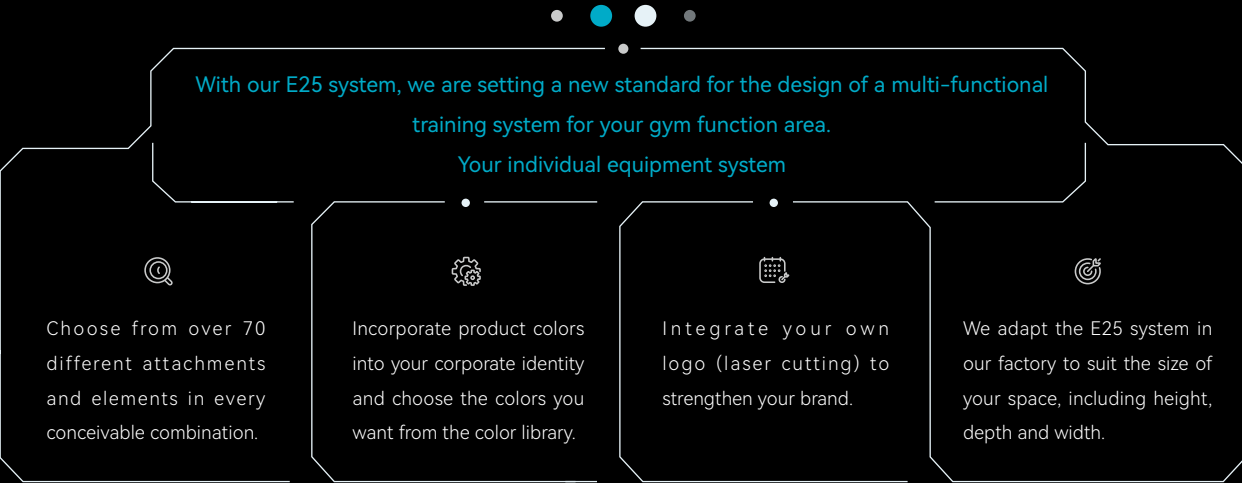 With our E25 system, we are setting a new standard for the design of a multi-functional
training system for your gym function area.
Your individual equipment system
Choose from over 70
different attachments
and elements in every
conceivable combination.
Incorporate product colors
into your corporate identity
and choose the colors you
want from the color library.
Integrate your own
logo (laser cutting) to
strengthen your brand.
We adapt the E25 system in
our factory to suit the size of
your space, including height,
depth and width.